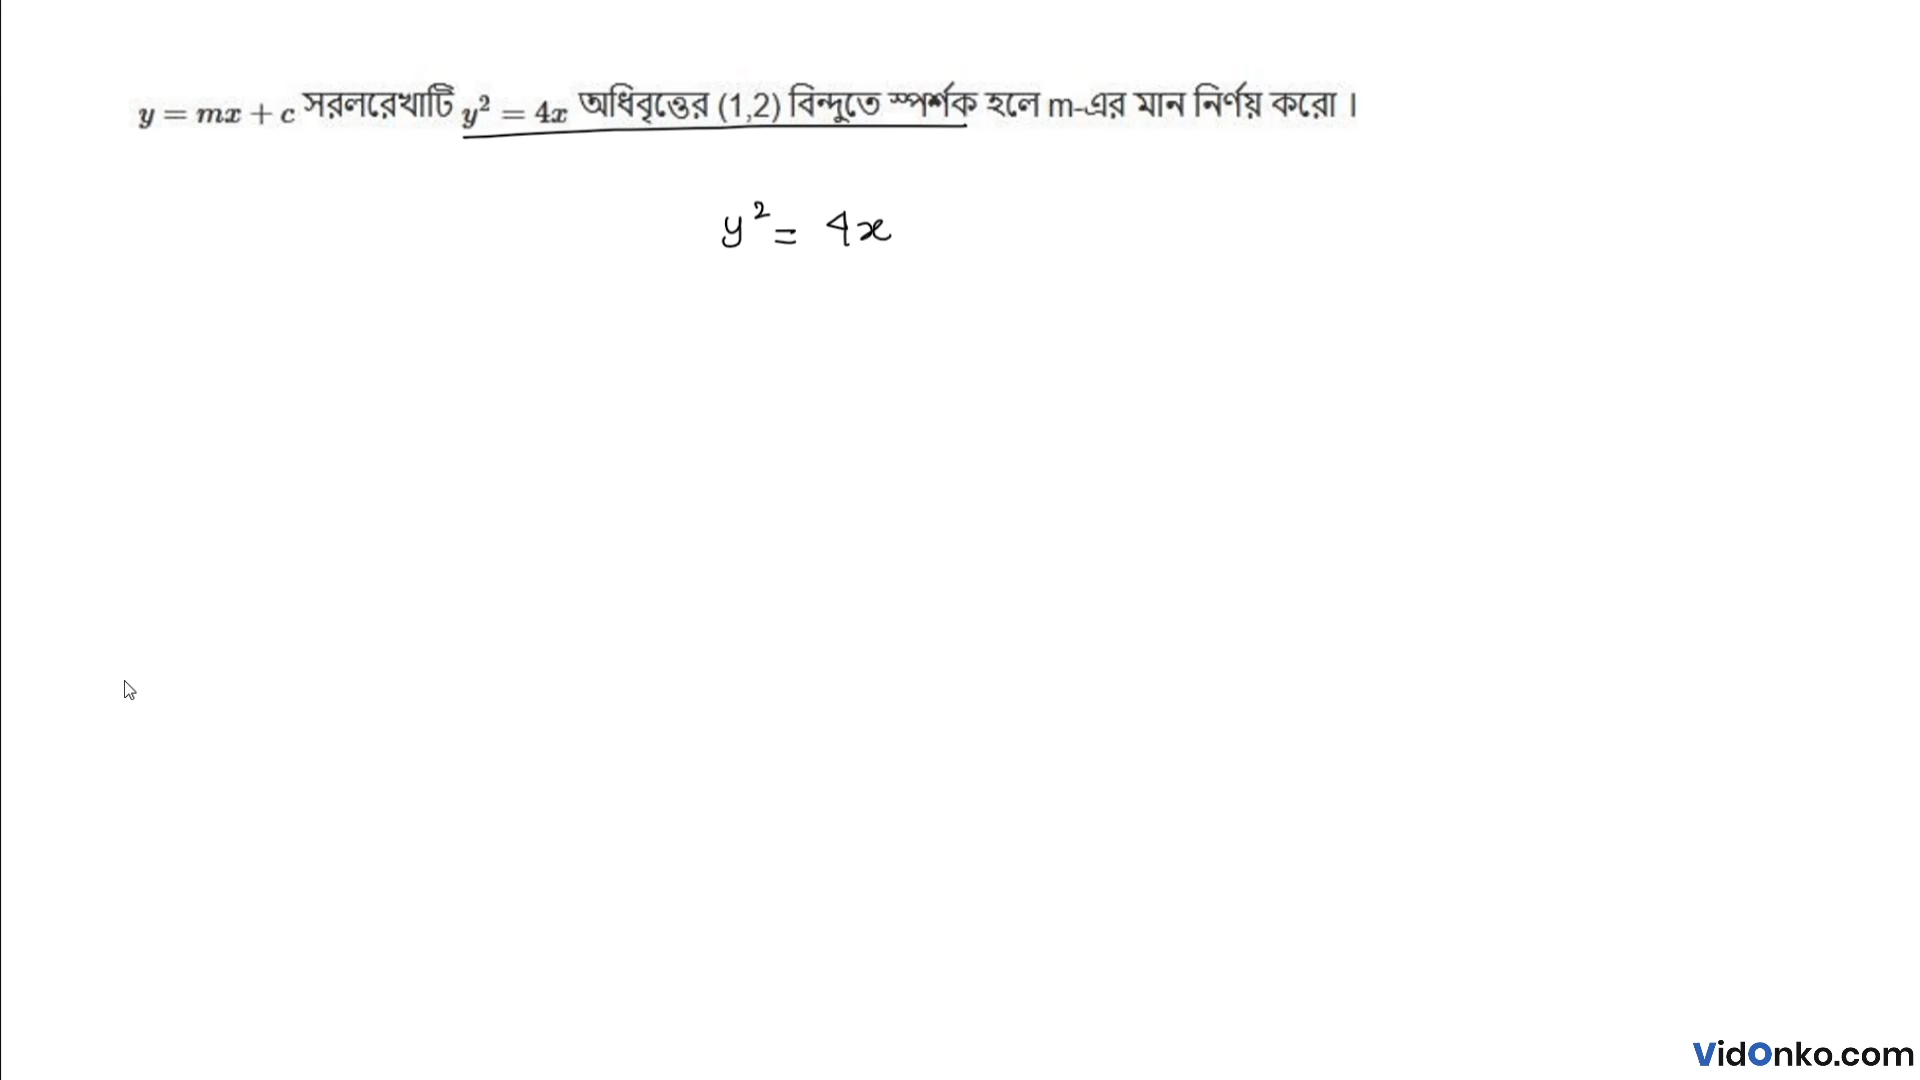 y = mx + c সরলরেখাটি y² = 4x অধিবৃত্তের (1,2) বিন্দুতে স্পর্শক হলে m-এর মান নির্ণয় করো ।
y² = 4x
VidOnko.com